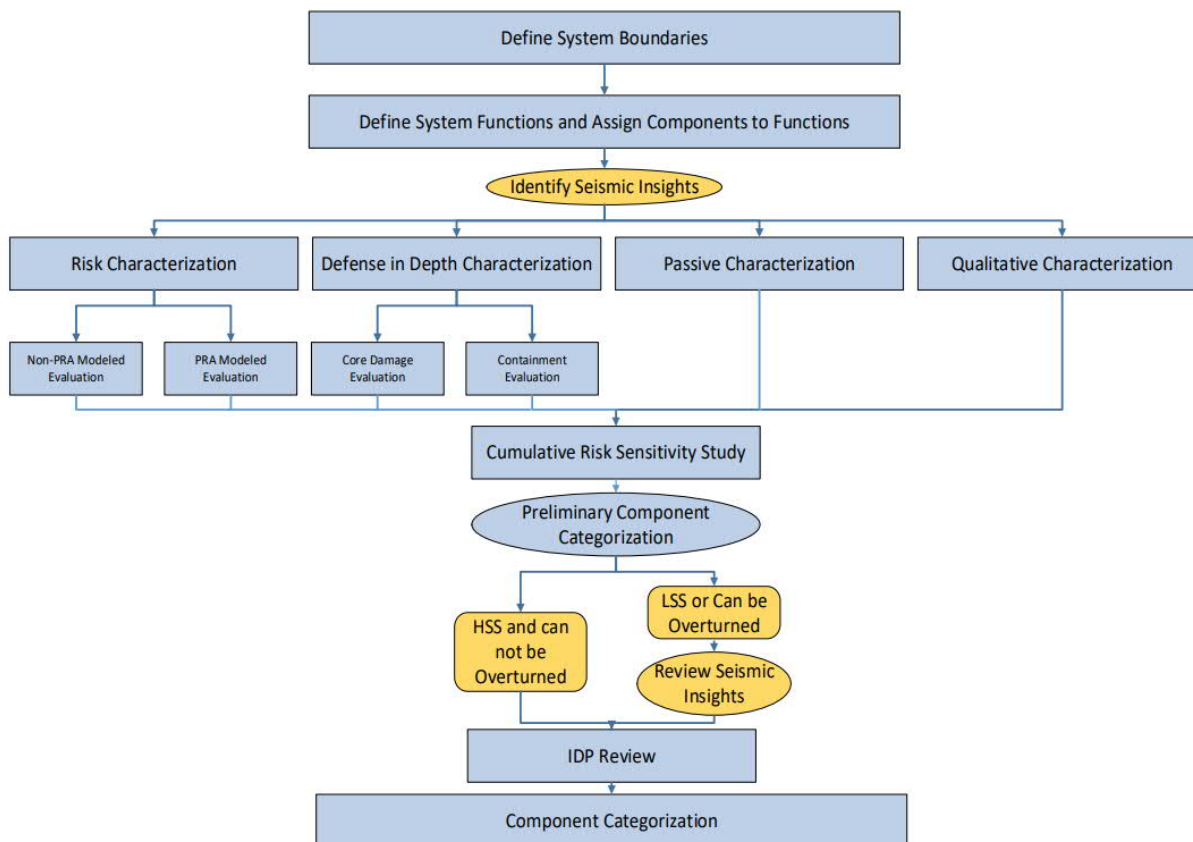 Define System Boundaries
Define System Functions and Assign Components to Functions
Identify Seismic Insights
Risk Characterization
Defense in Depth Characterization
Passive Characterization
Qualitative Characterization
Non-PRA Modeled
Evaluation
PRA Modeled
Evaluation
Core Damage
Evaluation
Containment
Evaluation
Cumulative Risk Sensitivity Study
Preliminary Component
Categorization
HSS and can
not be
Overturned
LSS or Can be
Overturned
Review Seismic
Insights
IDP Review
Component Categorization